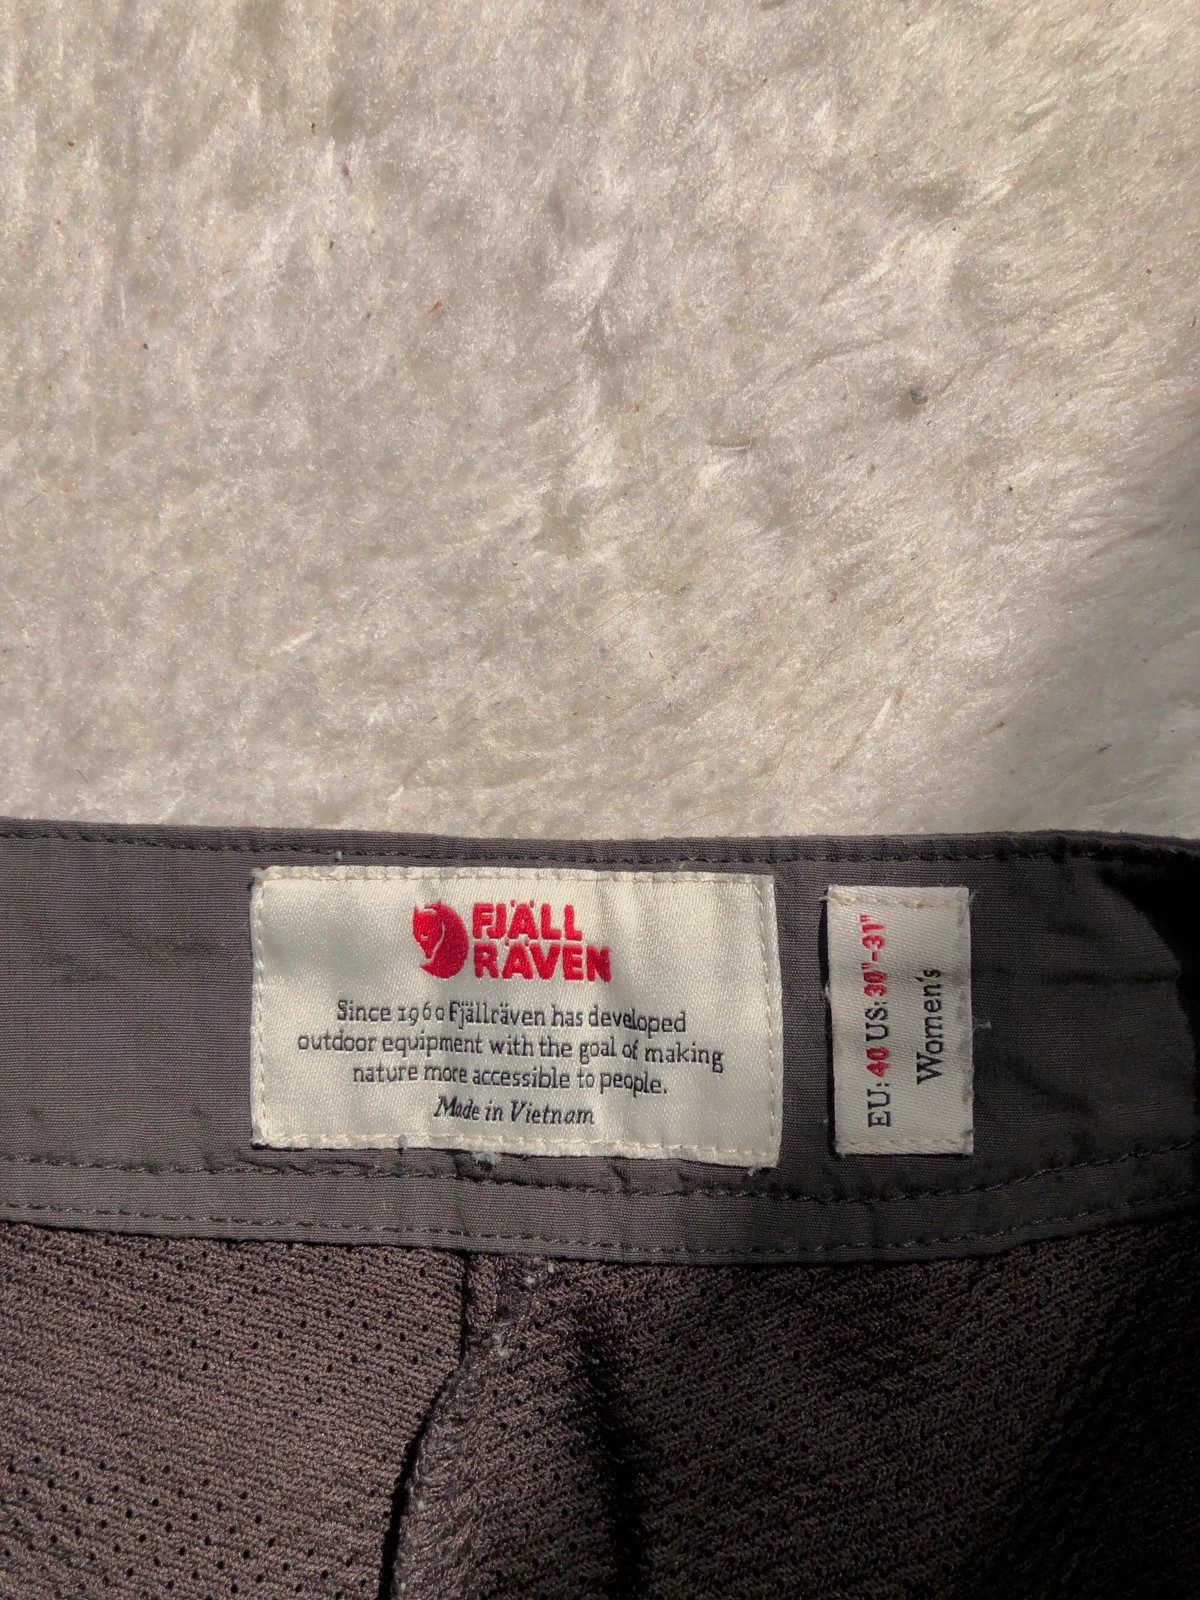 FJÄLL
RÄVEN
Since 1960 Fjällräven has developed
outdoor equipment with the goal of making
nature more accessible to people.
Made in Vietnam
EU: 40 US: 30"-31"
Women's